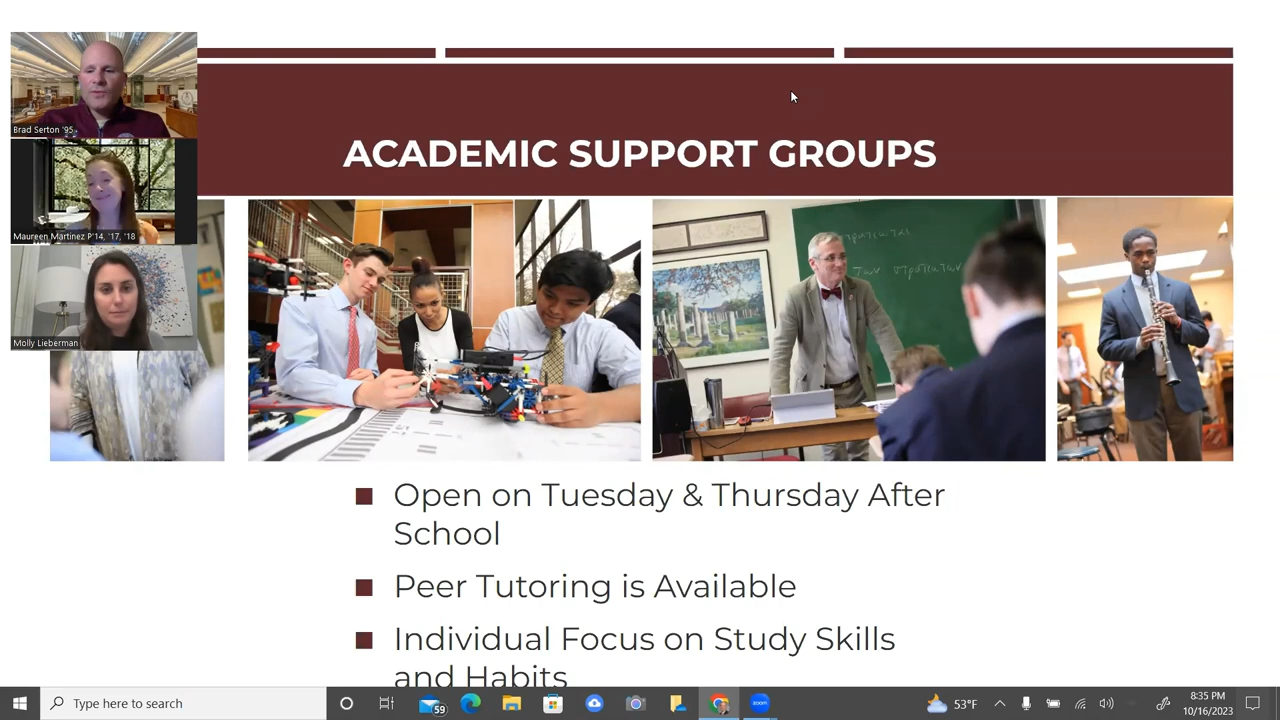 Brad Serton '95
Maureen Martinez P'14, '17, '18
Molly Lieberman
ACADEMIC SUPPORT GROUPS
Open on Tuesday & Thursday After
School
Peer Tutoring is Available
Individual Focus on Study Skills
and Habits
Type here to search
59
zoom
53°F
8:35 PM
10/16/2023